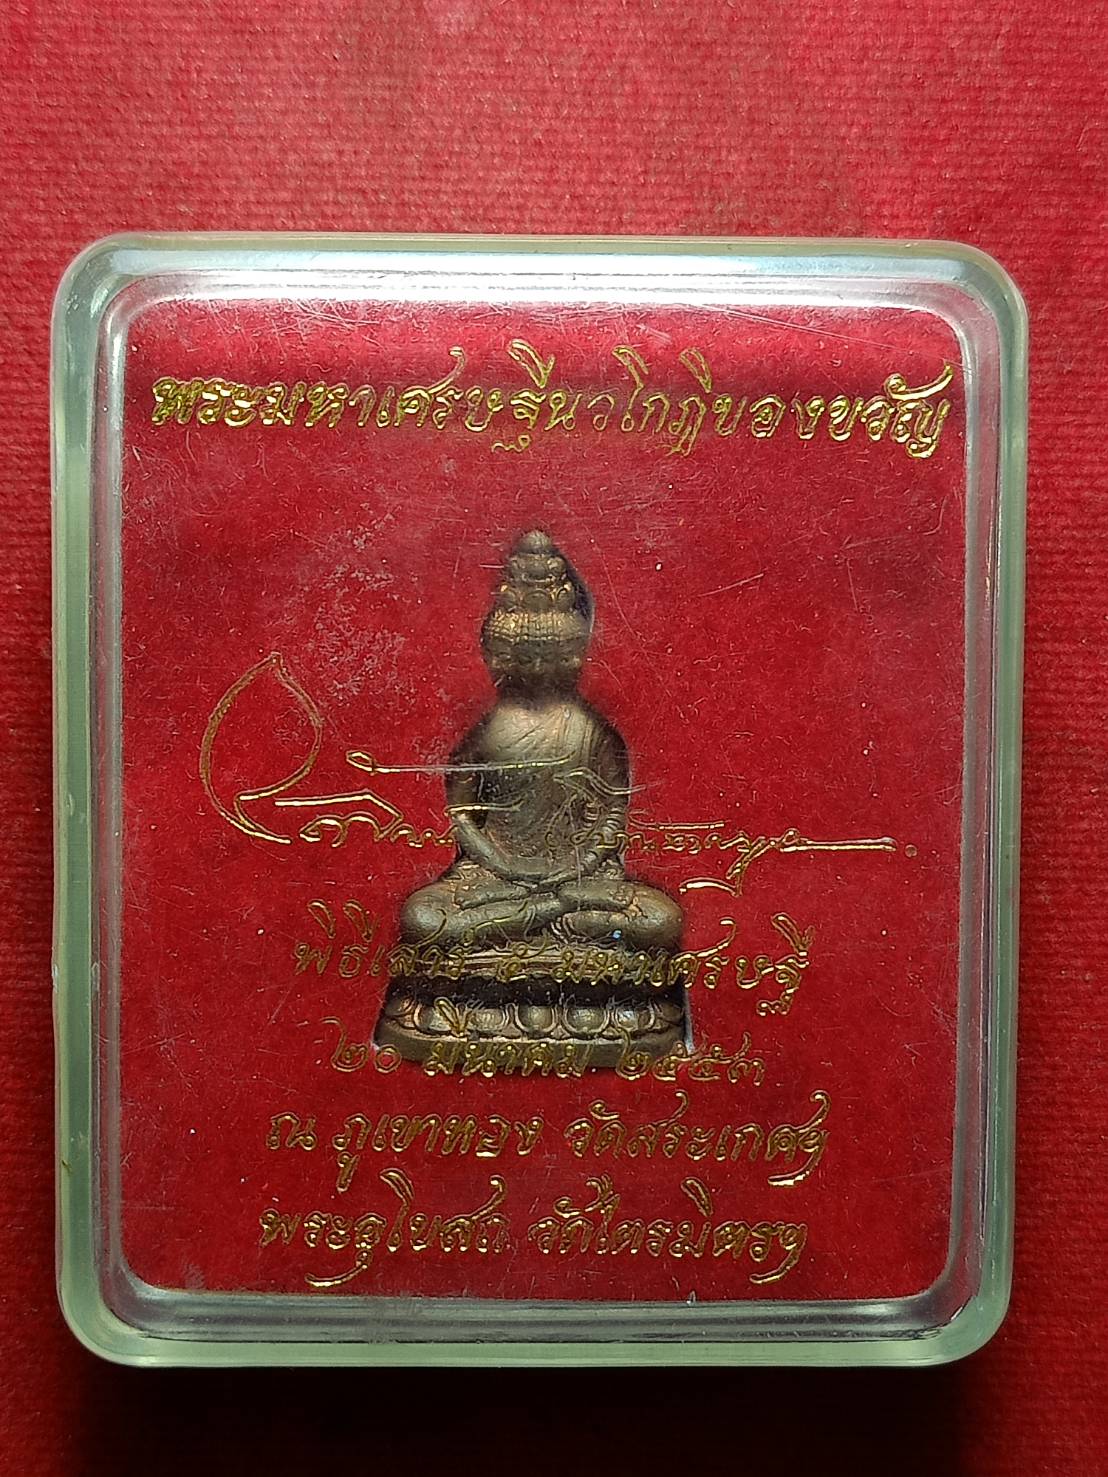 พระมหาเศรษฐีนวโกฏิของขวัญ
พิธีเสาร์ ๕ มหาเศรษฐี
๒๐ มีนาคม ๒๕๕๓
ณ ภูเขาทอง วัดสระเกศฯ
พระอุโบสถ วัดไตรมิตรฯ